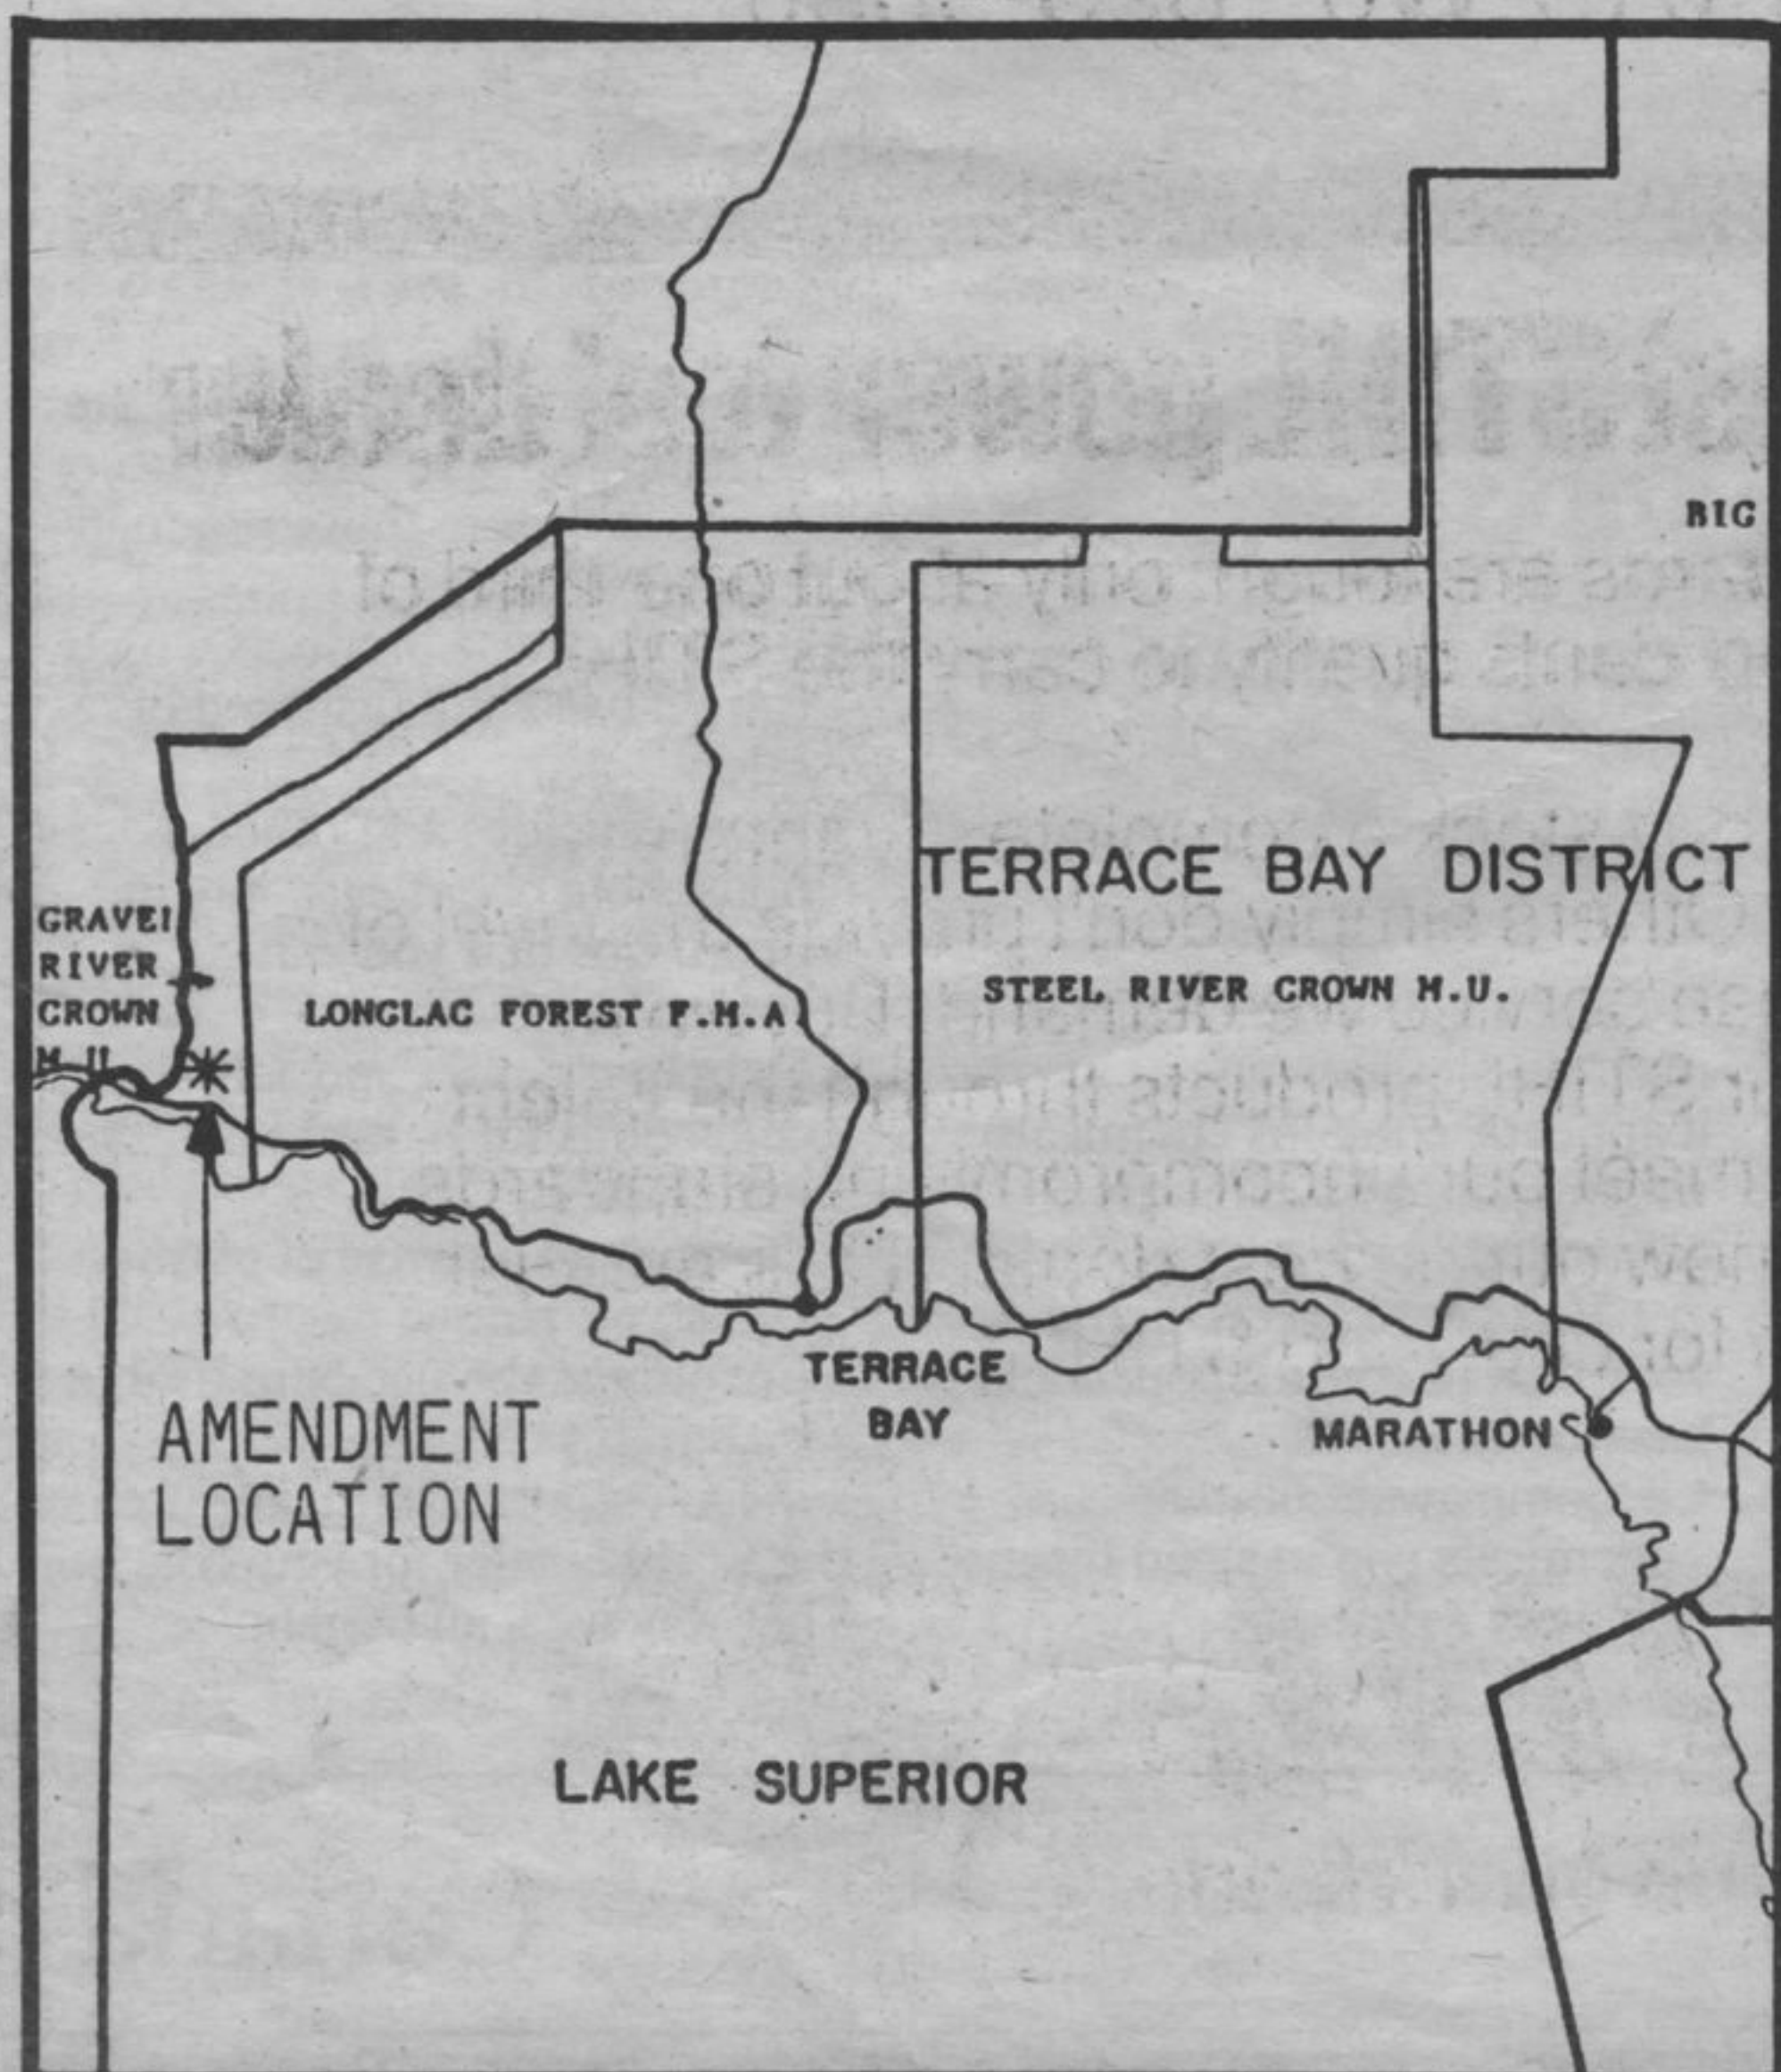 BIG
TERRACE BAY DISTRICT
GRAVEI
RIVER
CROWN
M U
STEEL RIVER CROWN M.U.
LONGLAC FOREST F.M.A
TERRACE
BAY
MARATHON
AMENDMENT
LOCATION
LAKE SUPERIOR